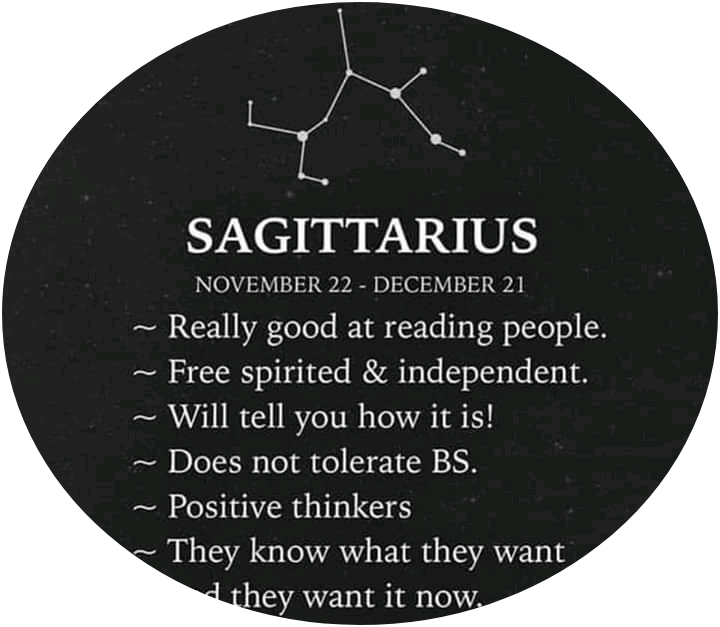 SAGITTARIUS
NOVEMBER 22 - DECEMBER 21
~ Really good at reading people.
~ Free spirited & independent.
~ Will tell you how it is!
~ Does not tolerate BS.
~ Positive thinkers
~ They know what they want
they want it now.